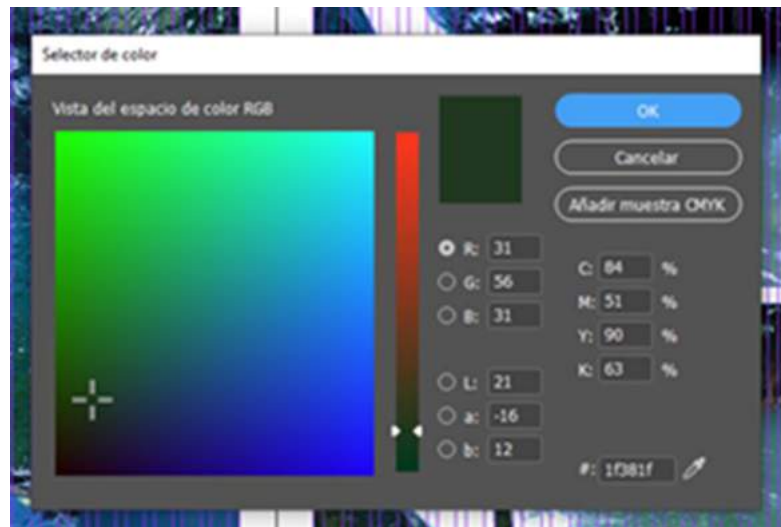 Selector de color
Vista del espacio de color RGB
OK
Cancelar
Añadir muestra CMYK
R: 31
G: 56
B: 31
L: 21
a: -16
b: 12
C: 84 %
M: 51 %
Y: 90 %
K: 63 %
#: 1f381f